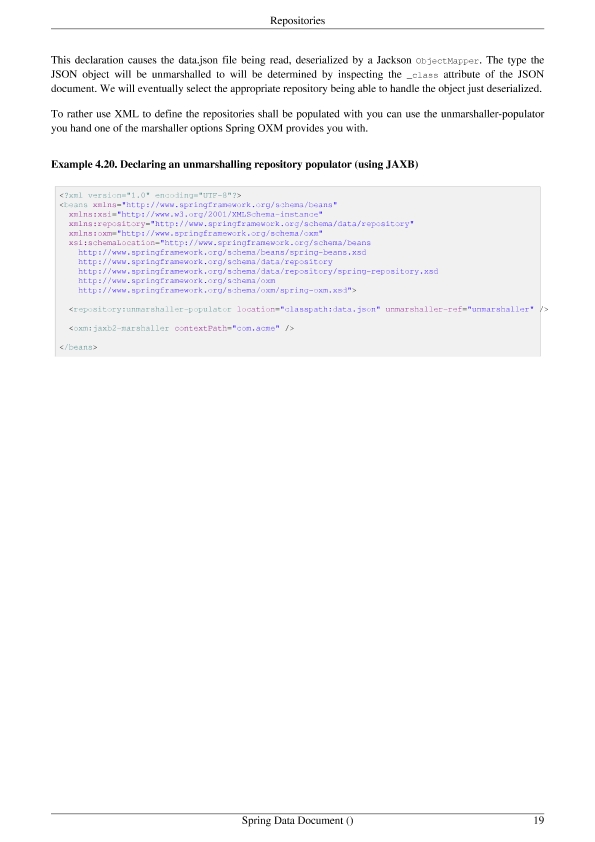 Repositories
This declaration causes the data.json file being read, deserialized by a Jackson ObjectMapper. The type the
JSON object will be unmarshalled to will be determined by inspecting the _class attribute of the JSON
document. We will eventually select the appropriate repository being able to handle the object just deserialized.
To rather use XML to define the repositories shall be populated with you can use the unmarshaller-populator
you hand one of the marshaller options Spring OXM provides you with.
Example 4.20. Declaring an unmarshalling repository populator (using JAXB)
<?xml version="1.0" encoding="UTF-8"?>
<beans xmlns="http://www.springframework.org/schema/beans"
  xmlns:xsi="http://www.w3.org/2001/XMLSchema-instance"
  xmlns:repository="http://www.springframework.org/schema/data/repository"
  xmlns:oxm="http://www.springframework.org/schema/oxm"
  xsi:schemaLocation="http://www.springframework.org/schema/beans
    http://www.springframework.org/schema/beans/spring-beans.xsd
    http://www.springframework.org/schema/data/repository
    http://www.springframework.org/schema/data/repository/spring-repository.xsd
    http://www.springframework.org/schema/oxm
    http://www.springframework.org/schema/oxm/spring-oxm.xsd">
  <repository:unmarshaller-populator location="classpath:data.json" unmarshaller-ref="unmarshaller" />
  <oxm:jaxb2-marshaller contextPath="com.acme" />
</beans>
Spring Data Document () 19